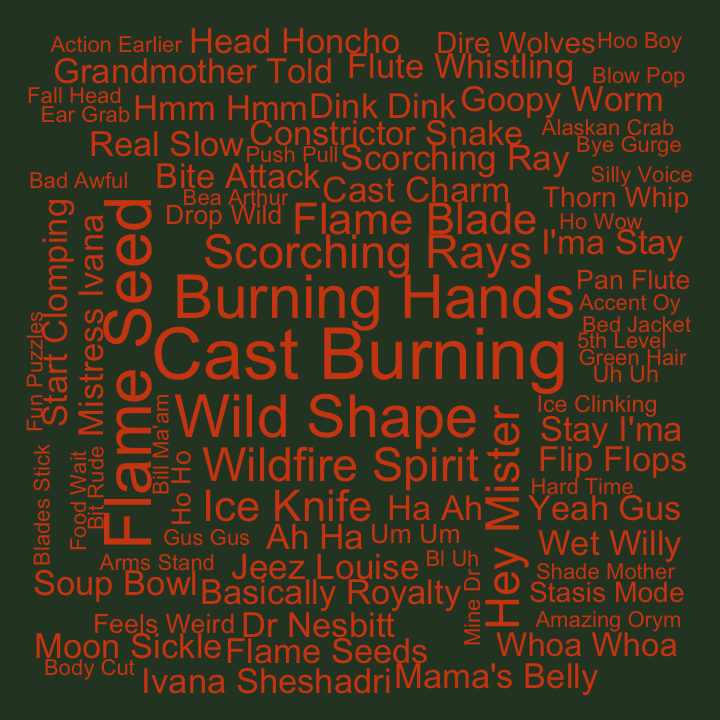 Action Earlier
Head Honcho
Dire Wolves
Hoo Boy
Grandmother Told
Flute Whistling
Blow Pop
Fall Head
Ear Grab
Hmm Hmm
Dink Dink
Goopy Worm
Real Slow
Constrictor Snake
Alaskan Crab
Bye Gurge
Push Pull
Scorching Ray
Bad Awful
Bite Attack
Silly Voice
Bea Arthur
Cast Charm
Thorn Whip
Drop Wild
Flame Blade
Ho Wow
I'ma Stay
Scorching Rays
Start Clomping
Mistress Ivana
Flame Seed
Burning Hands
Pan Flute
Accent Oy
Bed Jacket
5th Level
Green Hair
Uh Uh
Fun Puzzles
Cast Burning
Wild Shape
Bill Ma'am
Ice Clinking
Stay I'ma
Hey Mister
Wildfire Spirit
Flip Flops
Blades Stick
Food Wait
Bit Rude
Ho Ho
Hard Time
Ice Knife
Ha Ah
Yeah Gus
Gus Gus
Ah Ha
Um Um
Wet Willy
Arms Stand
Jeez Louise
Bl Uh
Shade Mother
Soup Bowl
Basically Royalty
Mine Dr
Stasis Mode
Feels Weird
Dr Nesbitt
Amazing Orym
Moon Sickle
Flame Seeds
Whoa Whoa
Body Cut
Ivana Sheshadri
Mama's Belly